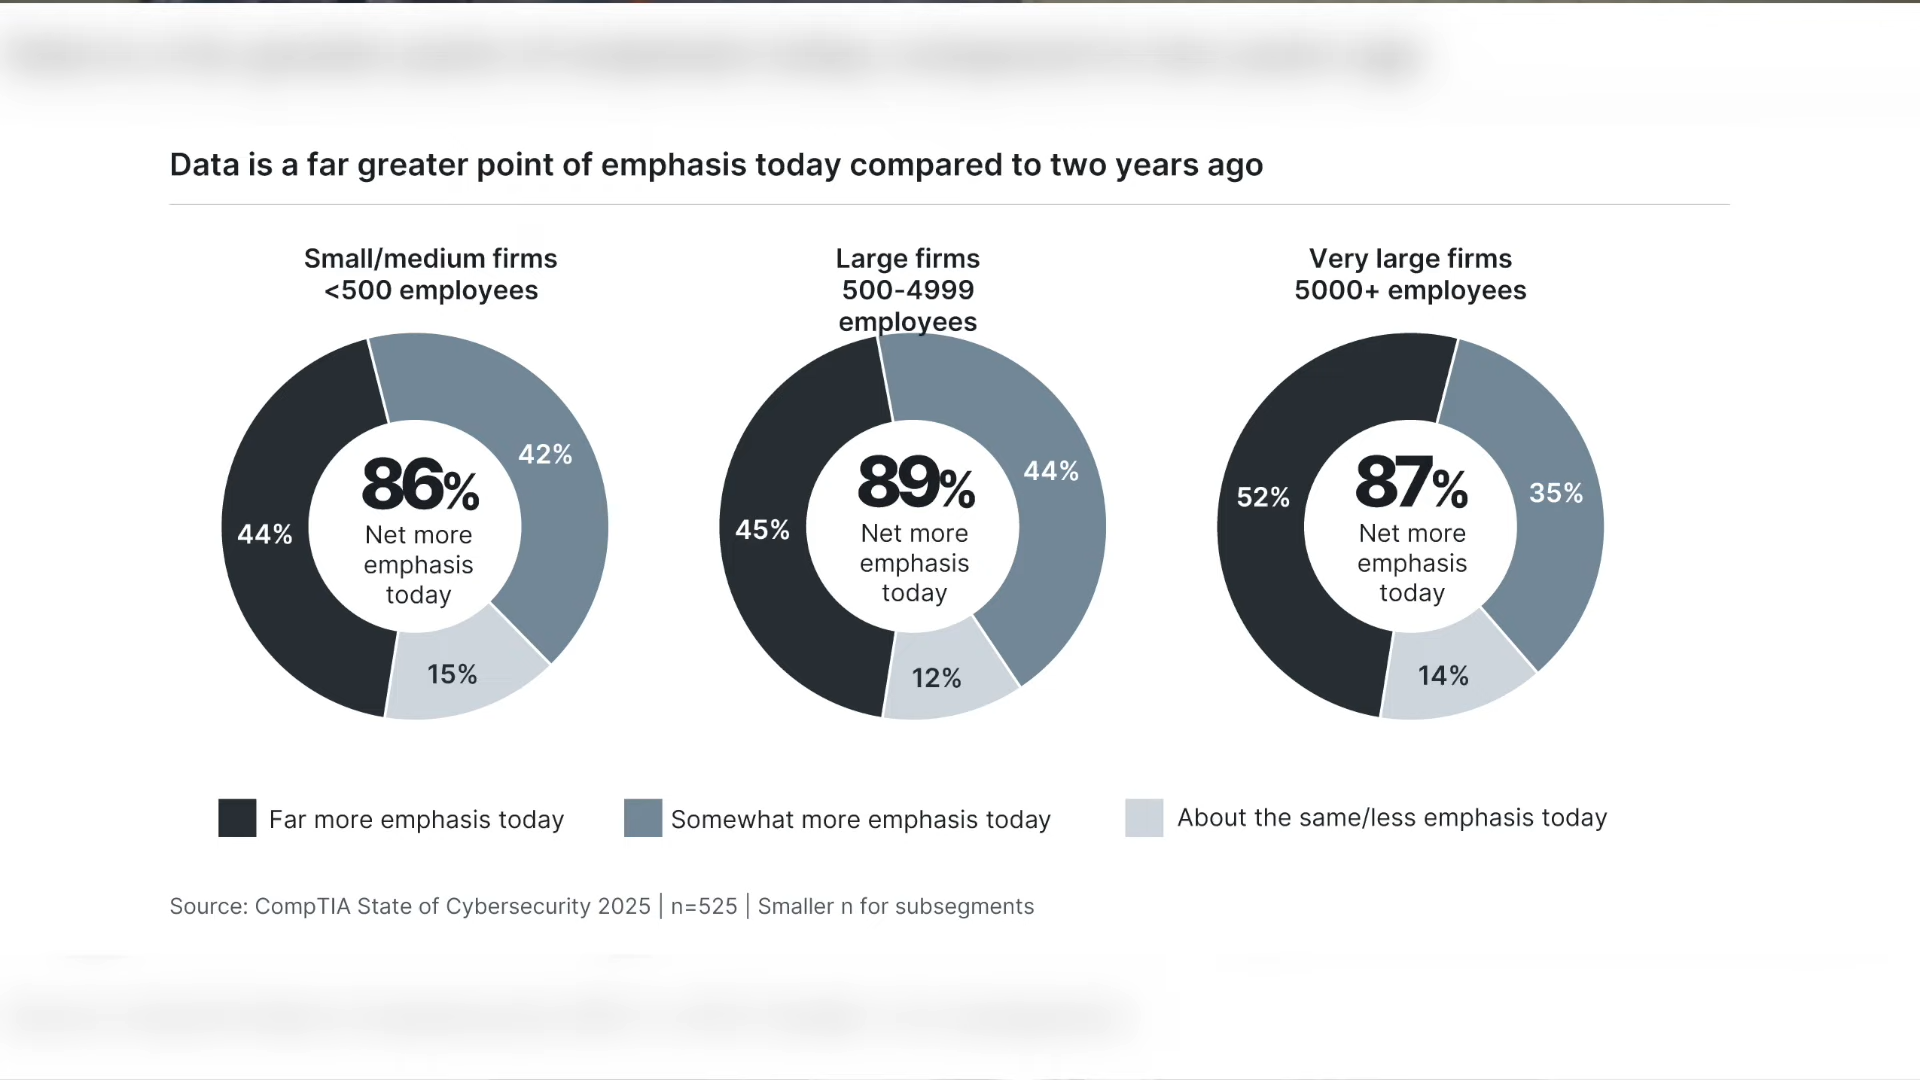 Data is a far greater point of emphasis today compared to two years ago
Small/medium firms
<500 employees
44%
42%
15%
86%
Net more
emphasis
today
Large firms
500-4999
employees
45%
44%
12%
89%
Net more
emphasis
today
Very large firms
5000+ employees
52%
35%
14%
87%
Net more
emphasis
today
Far more emphasis today
Somewhat more emphasis today
About the same/less emphasis today
Source: CompTIA State of Cybersecurity 2025 | n=525 | Smaller n for subsegments